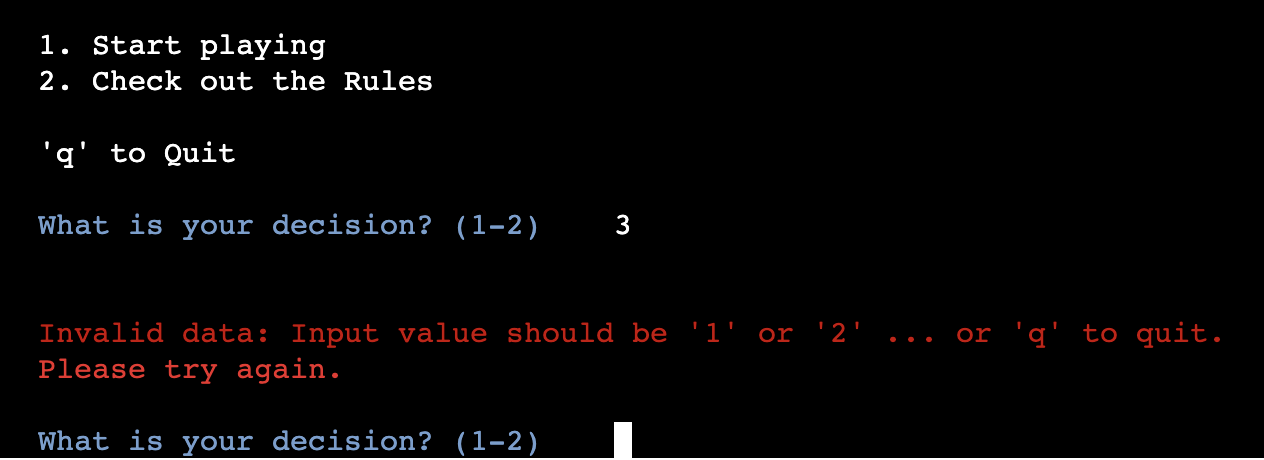 1. Start playing
2. Check out the Rules
'q' to Quit
What is your decision? (1-2) 3
Invalid data: Input value should be '1' or '2' ... or 'q' to quit.
Please try again.
What is your decision? (1-2)